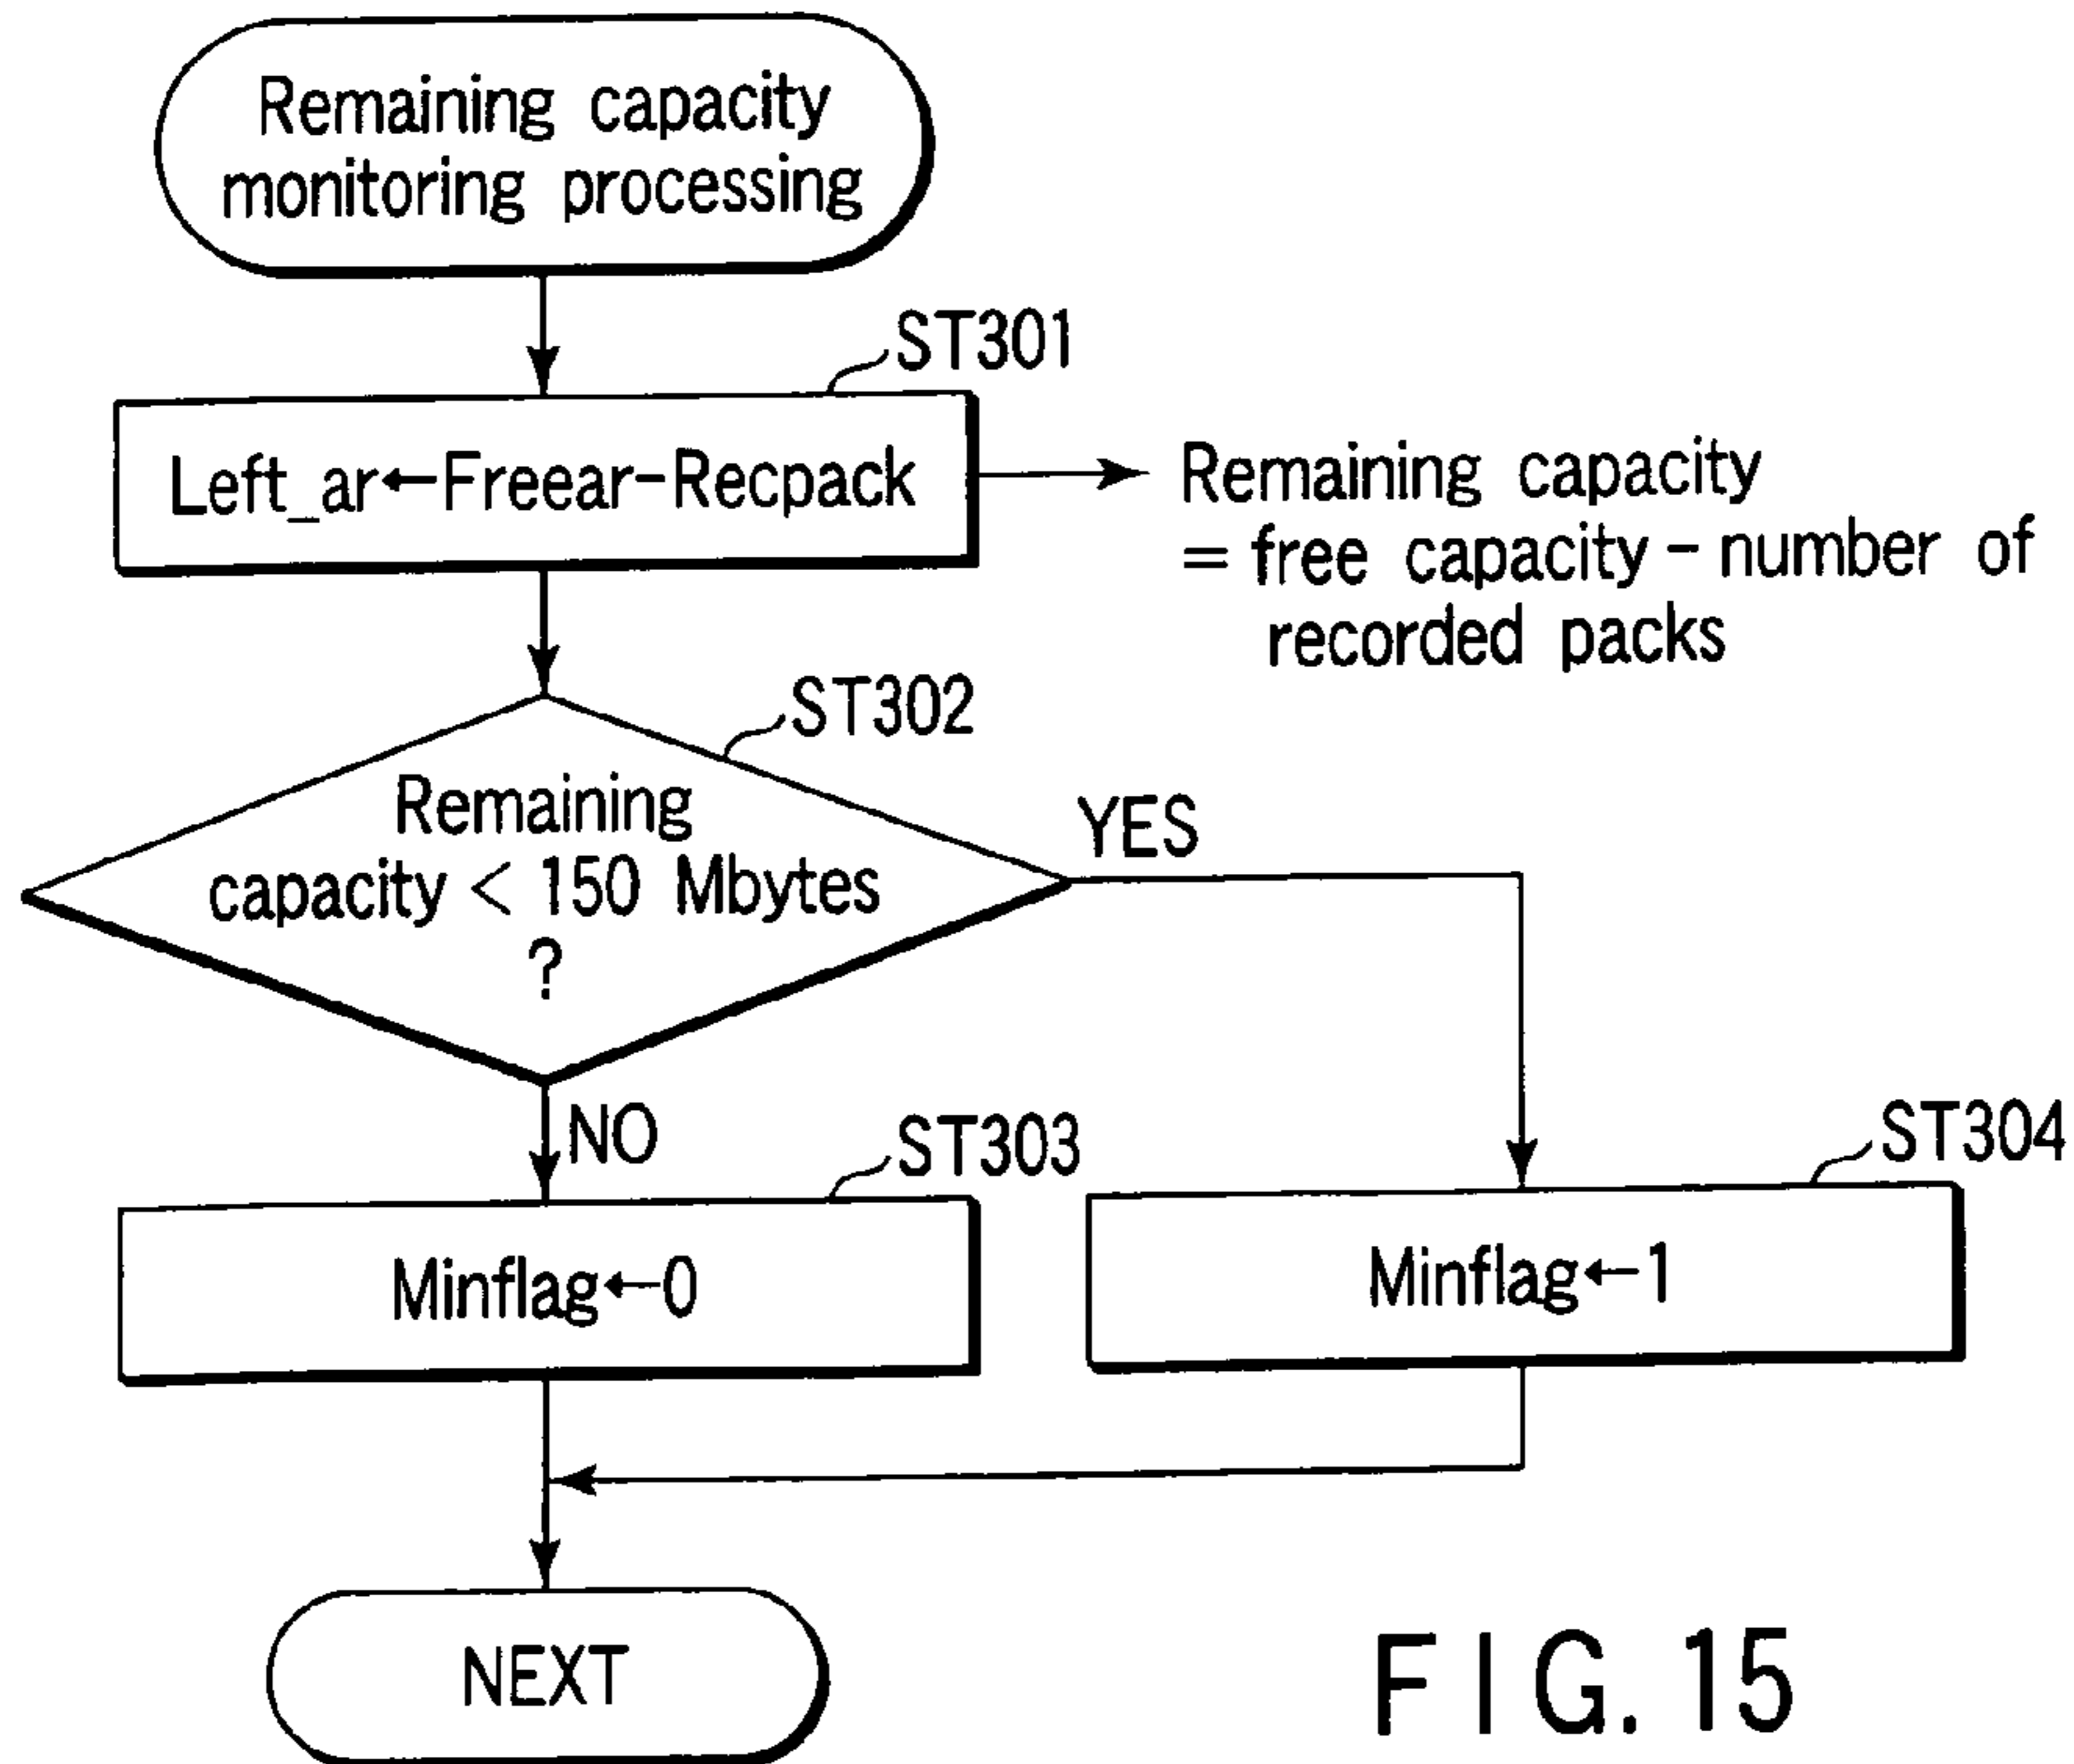 Remaining capacity
monitoring processing
ST301
Left_ar←Freear-Recpack
Remaining capacity
= free capacity - number of
recorded packs
ST302
Remaining
capacity < 150 Mbytes
?
YES
NO
ST303
ST304
Minflag←0
Minflag←1
NEXT
FIG. 15